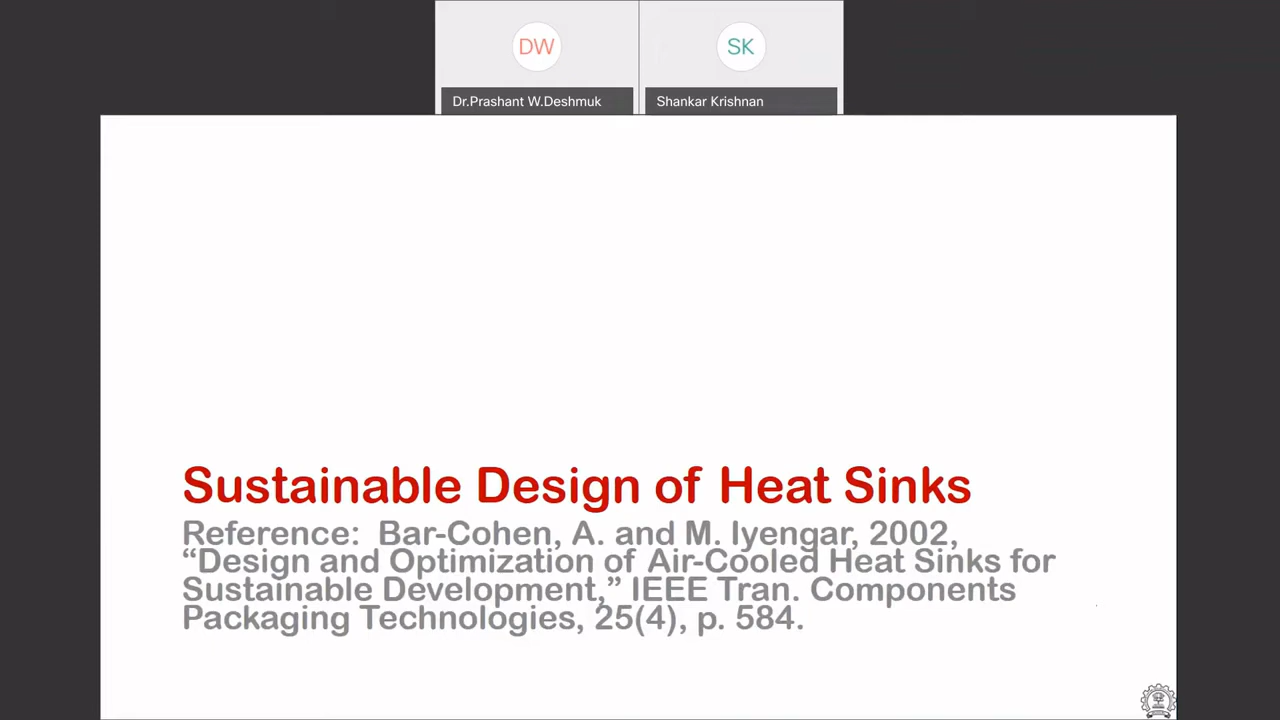 DW
SK
Dr.Prashant W.Deshmuk
Shankar Krishnan
Sustainable Design of Heat Sinks
Reference: Bar-Cohen, A. and M. Iyengar, 2002,
“Design and Optimization of Air-Cooled Heat Sinks for
Sustainable Development,” IEEE Tran. Components
Packaging Technologies, 25(4), p. 584.